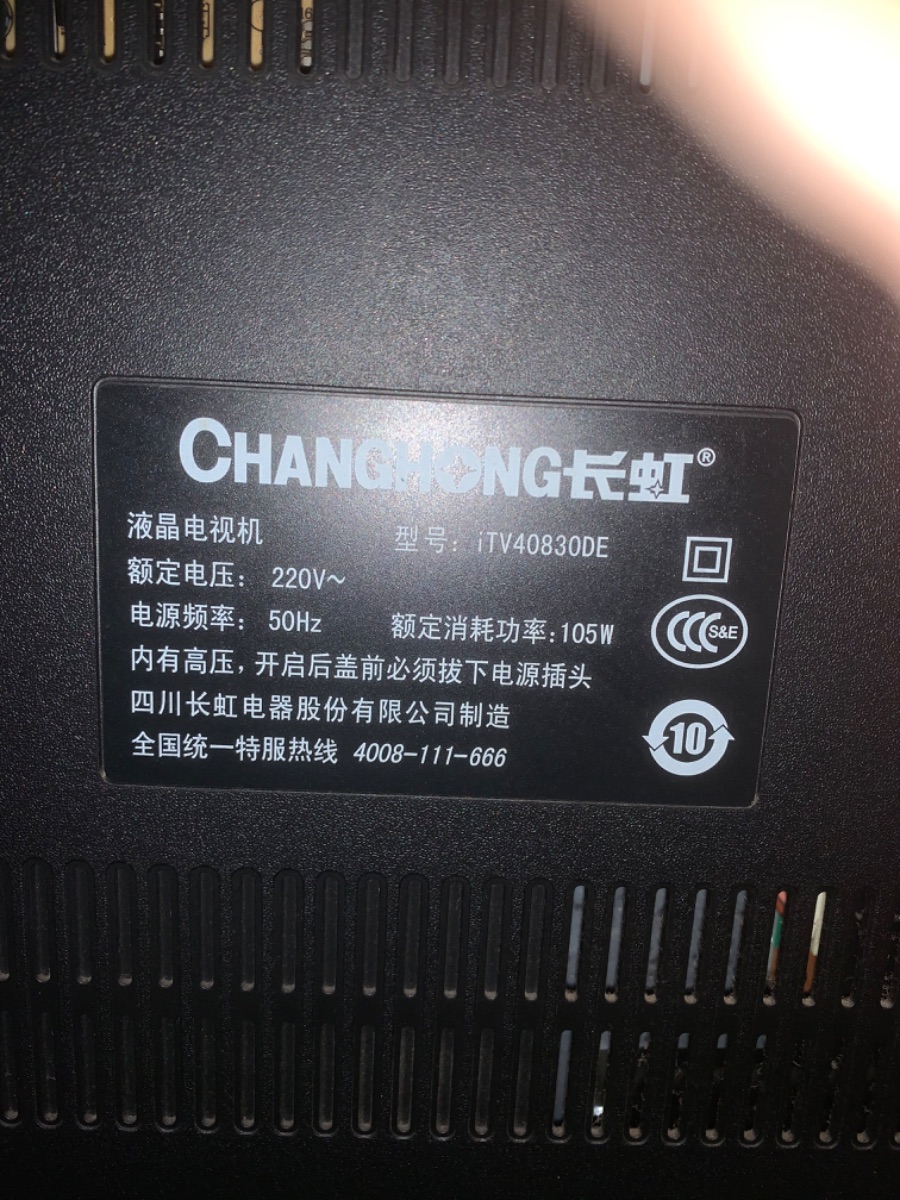 CHANGHONG长虹®
液晶电视机 型号: iTV40830DE
额定电压: 220V~
电源频率: 50Hz 额定消耗功率:105W
内有高压,开启后盖前必须拔下电源插头
四川长虹电器股份有限公司制造
全国统一特服热线 4008-111-666
CCC S&E
10